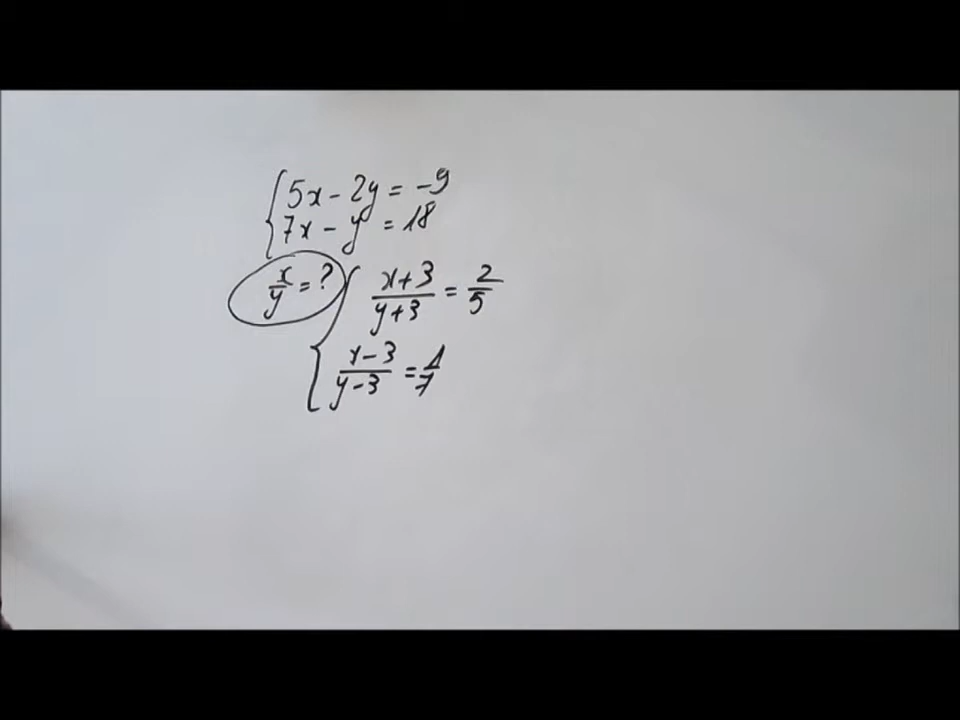 5x - 2y = -9
7x - y = 18
x/y = ?
(x+3)/(y+3) = 2/5
(x-3)/(y-3) = 1/7